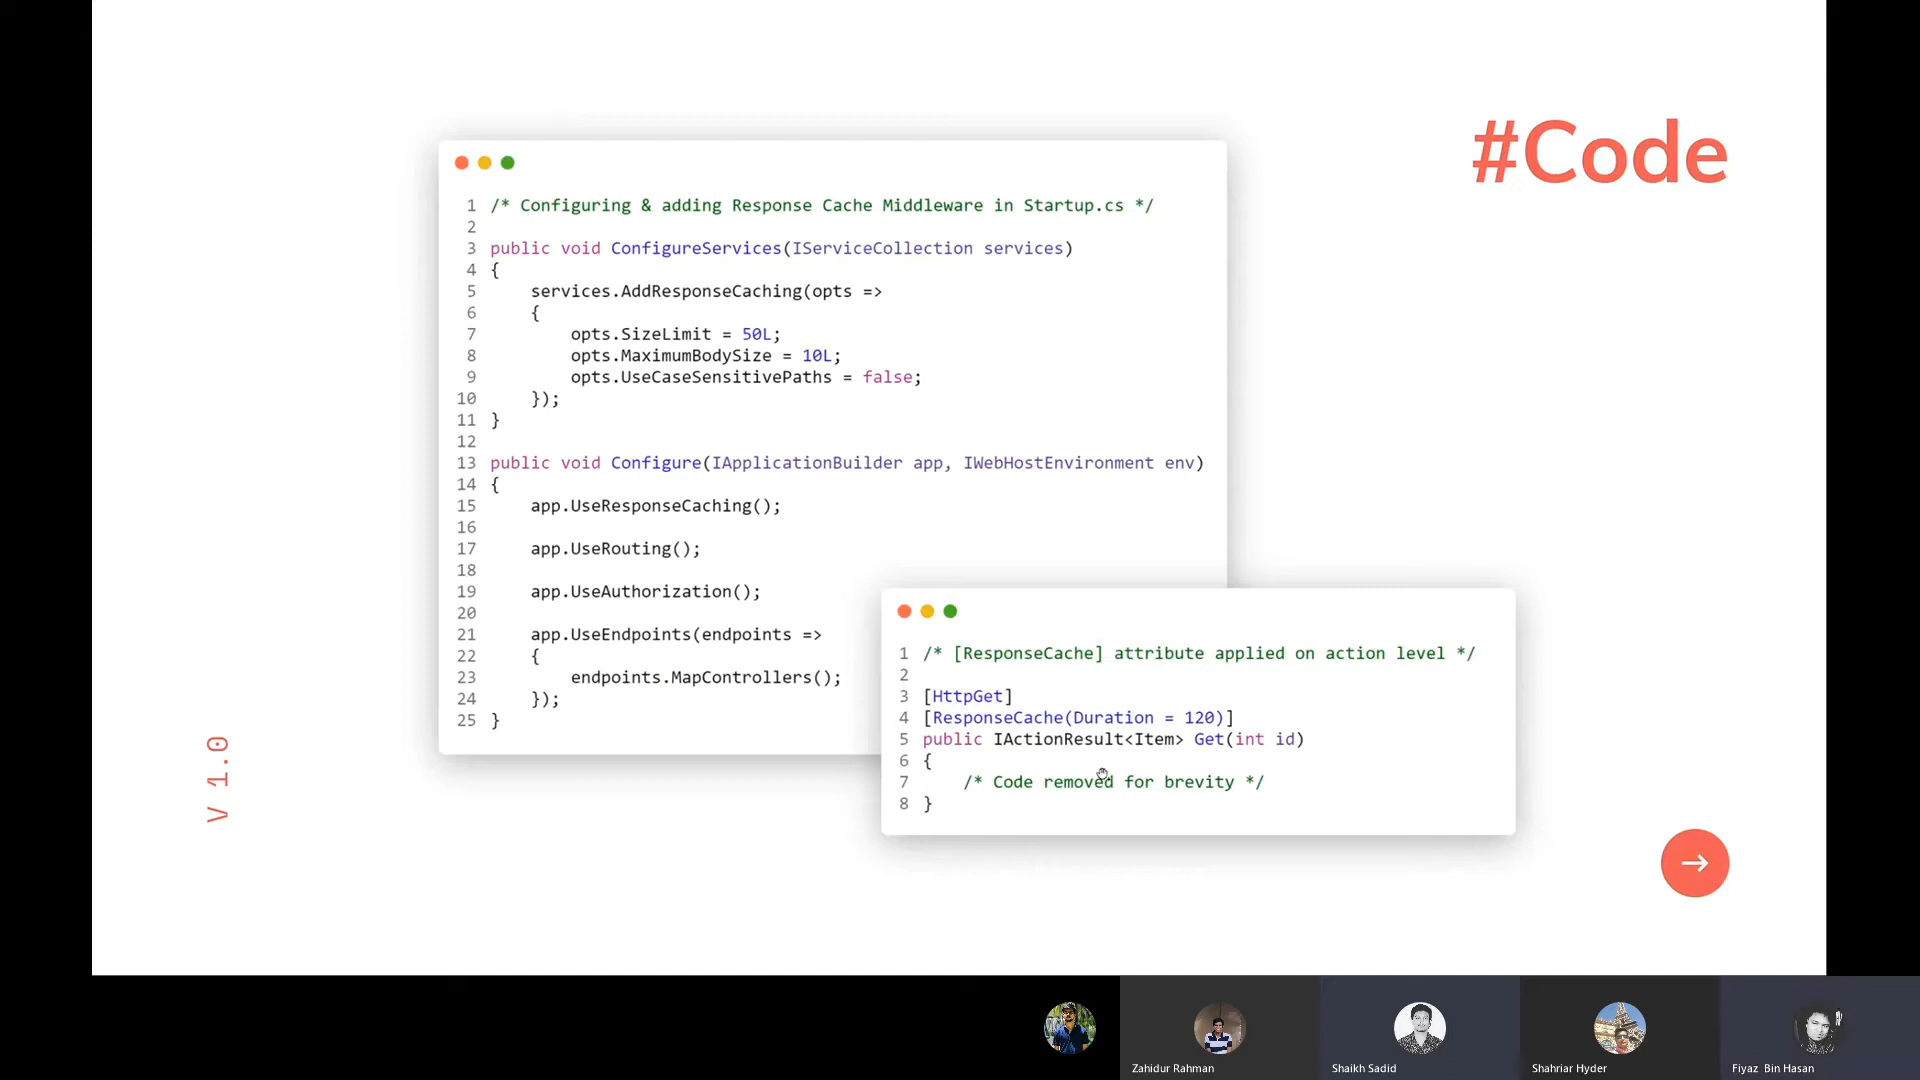 #Code
1 /* Configuring & adding Response Cache Middleware in Startup.cs */
2
3 public void ConfigureServices(IServiceCollection services)
4 {
5     services.AddResponseCaching(opts =>
6     {
7         opts.SizeLimit = 50L;
8         opts.MaximumBodySize = 10L;
9         opts.UseCaseSensitivePaths = false;
10     });
11 }
12
13 public void Configure(IApplicationBuilder app, IWebHostEnvironment env)
14 {
15     app.UseResponseCaching();
16
17     app.UseRouting();
18
19     app.UseAuthorization();
20
21     app.UseEndpoints(endpoints =>
22     {
23         endpoints.MapControllers();
24     });
25 }
1 /* [ResponseCache] attribute applied on action level */
2
3 [HttpGet]
4 [ResponseCache(Duration = 120)]
5 public IActionResult<Item> Get(int id)
6 {
7     /* Code removed for brevity */
8 }
V 1.0
Zahidur Rahman
Shaikh Sadid
Shahriar Hyder
Fiyaz Bin Hasan